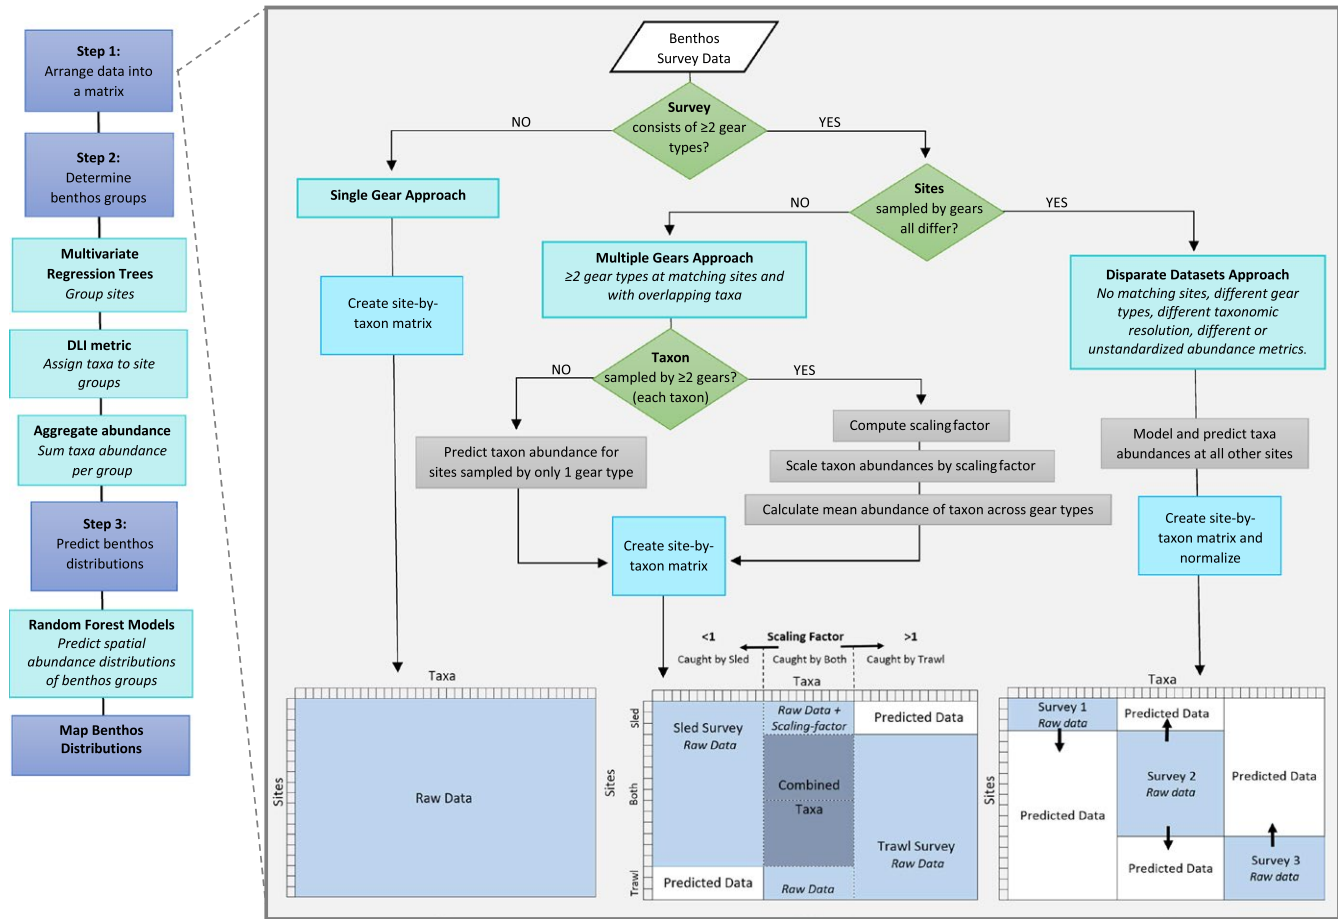 Step 1:
Arrange data into
a matrix
Step 2:
Determine
benthos groups
Multivariate
Regression Trees
Group sites
DLI metric
Assign taxa to site
groups
Aggregate abundance
Sum taxa abundance
per group
Step 3:
Predict benthos
distributions
Random Forest Models
Predict spatial
abundance distributions
of benthos groups
Map Benthos
Distributions
Benthos
Survey Data
Survey
consists of ≥2 gear
types?
NO
YES
Single Gear Approach
Create site-by-
taxon matrix
Sites
sampled by gears
all differ?
NO
YES
Multiple Gears Approach
≥2 gear types at matching sites and
with overlapping taxa
Taxon
sampled by ≥2 gears?
(each taxon)
NO
YES
Predict taxon abundance for
sites sampled by only 1 gear type
Compute scaling factor
Scale taxon abundances by scaling factor
Calculate mean abundance of taxon across gear types
Create site-by-
taxon matrix
Disparate Datasets Approach
No matching sites, different gear
types, different taxonomic
resolution, different or
unstandardized abundance metrics.
Model and predict taxa
abundances at all other sites
Create site-by-
taxon matrix and
normalize
Taxa
Sites
Raw Data
<1
Scaling Factor
>1
Caught by Sled
Caught by Both
Caught by Trawl
Taxa
Sites
Sled
Both
Trawl
Sled Survey
Raw Data
Raw Data +
Scaling-factor
Predicted Data
Combined
Taxa
Trawl Survey
Raw Data
Predicted Data
Raw Data
Taxa
Sites
Survey 1
Raw data
Predicted Data
Survey 2
Raw data
Predicted Data
Predicted Data
Predicted Data
Survey 3
Raw data